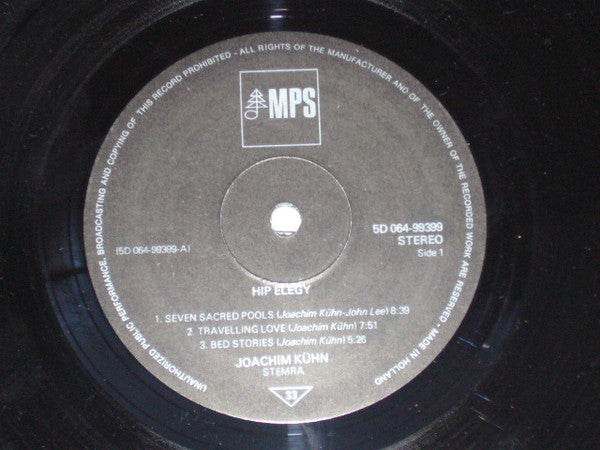 UNAUTHORIZED PUBLIC PERFORMANCE, BROADCASTING AND COPYING OF THIS RECORD PROHIBITED - ALL RIGHTS OF THE MANUFACTURER AND OF THE OWNER OF THE RECORDED WORK ARE RESERVED - MADE IN HOLLAND
MPS
5D 064-99399
STEREO
(5D 064-99399-A)
Side 1
HIP ELEGY
1. SEVEN SACRED POOLS (Joachim Kühn-John Lee) 8.39
2. TRAVELLING LOVE (Joachim Kühn) 7:51
3. BED STORIES (Joachim Kühn) 5.26
JOACHIM KÜHN
STEMRA
33